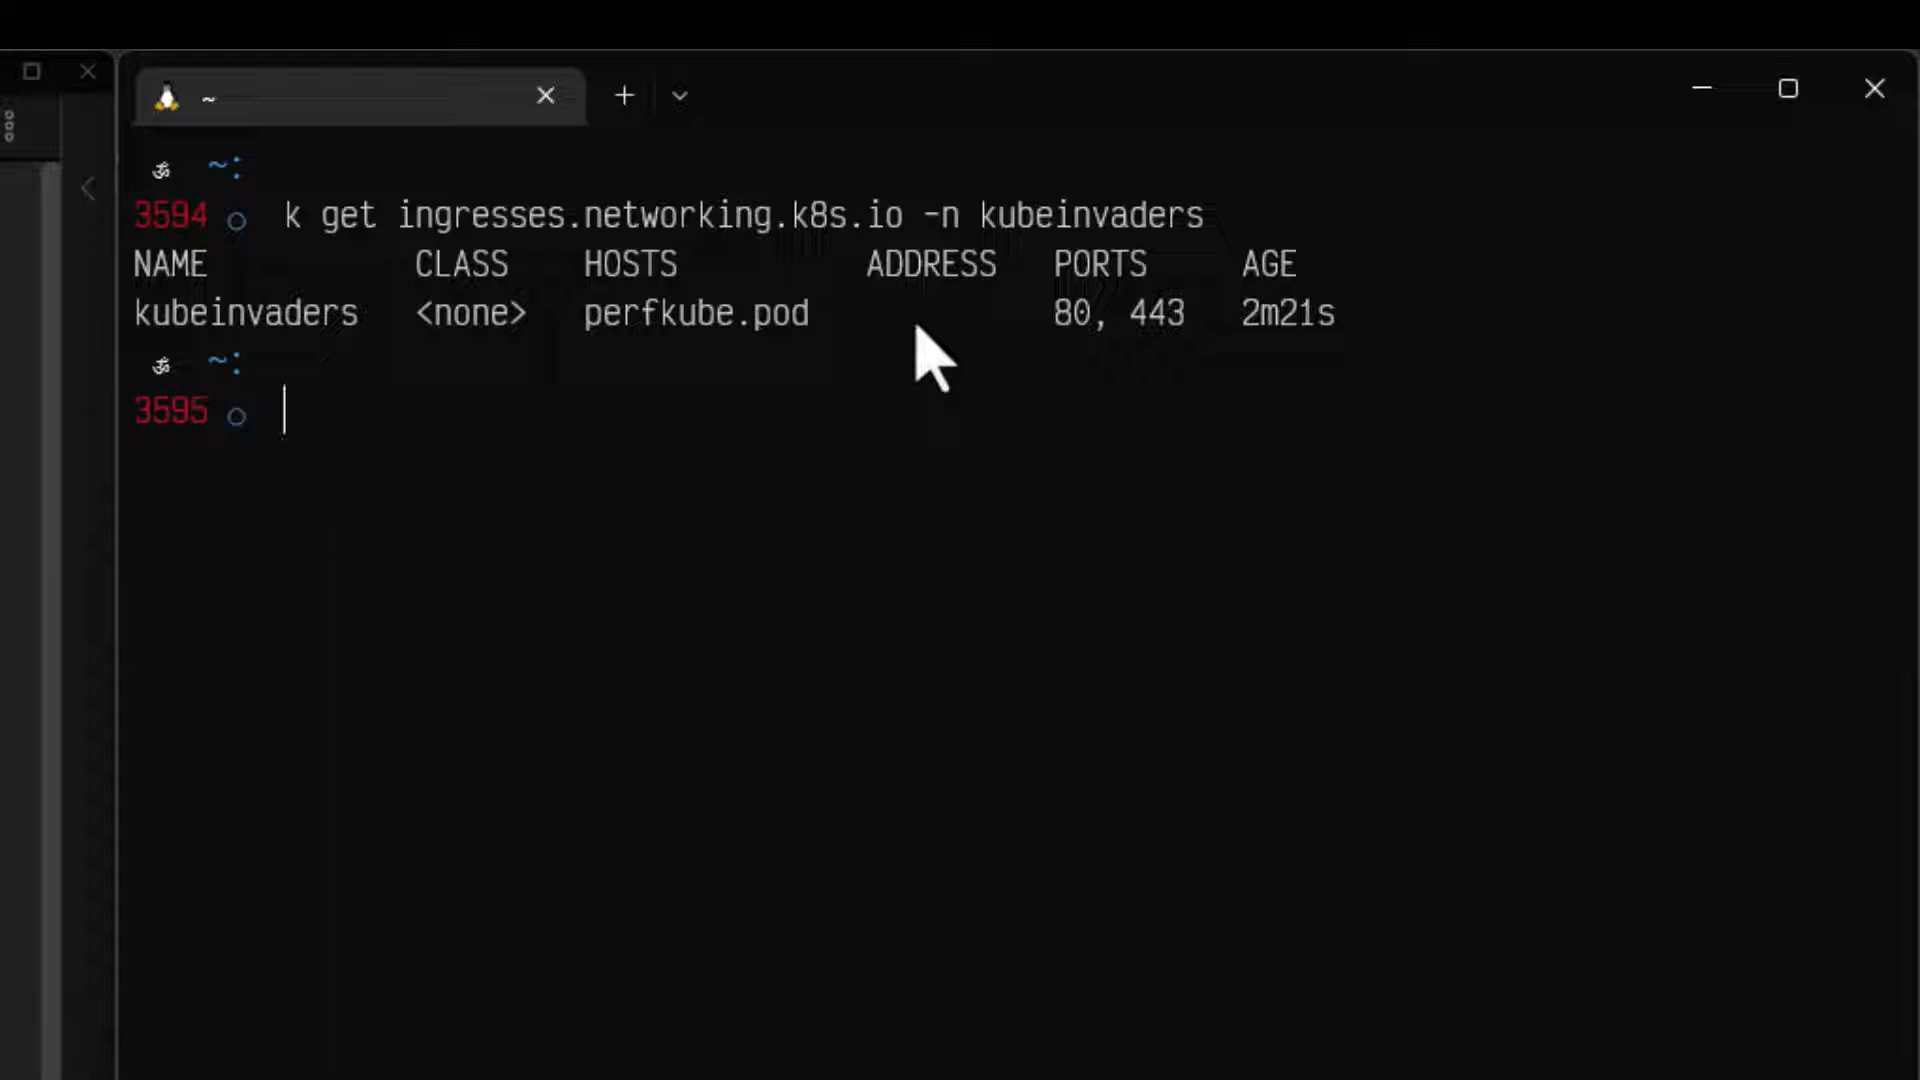 ~
ॐ ~:
3594 ○ k get ingresses.networking.k8s.io -n kubeinvaders
NAME CLASS HOSTS ADDRESS PORTS AGE
kubeinvaders <none> perfkube.pod 80, 443 2m21s
ॐ ~:
3595 ○